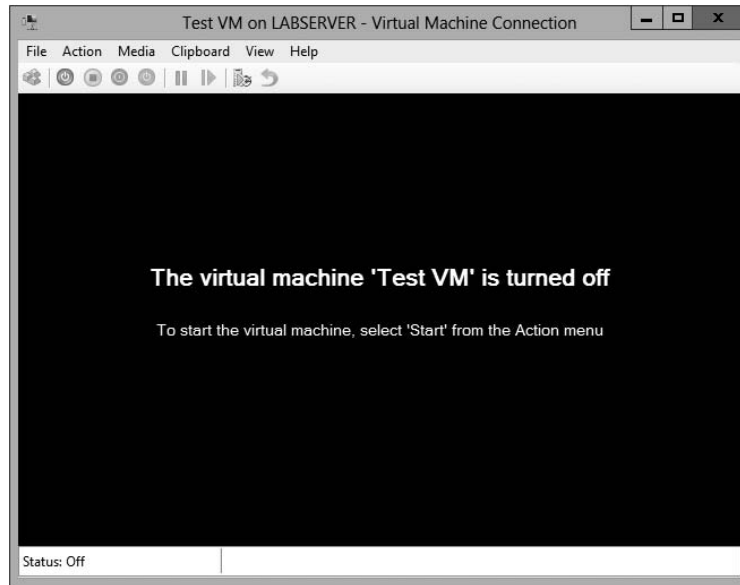 Test VM on LABSERVER - Virtual Machine Connection
File Action Media Clipboard View Help
The virtual machine 'Test VM' is turned off
To start the virtual machine, select 'Start' from the Action menu
Status: Off